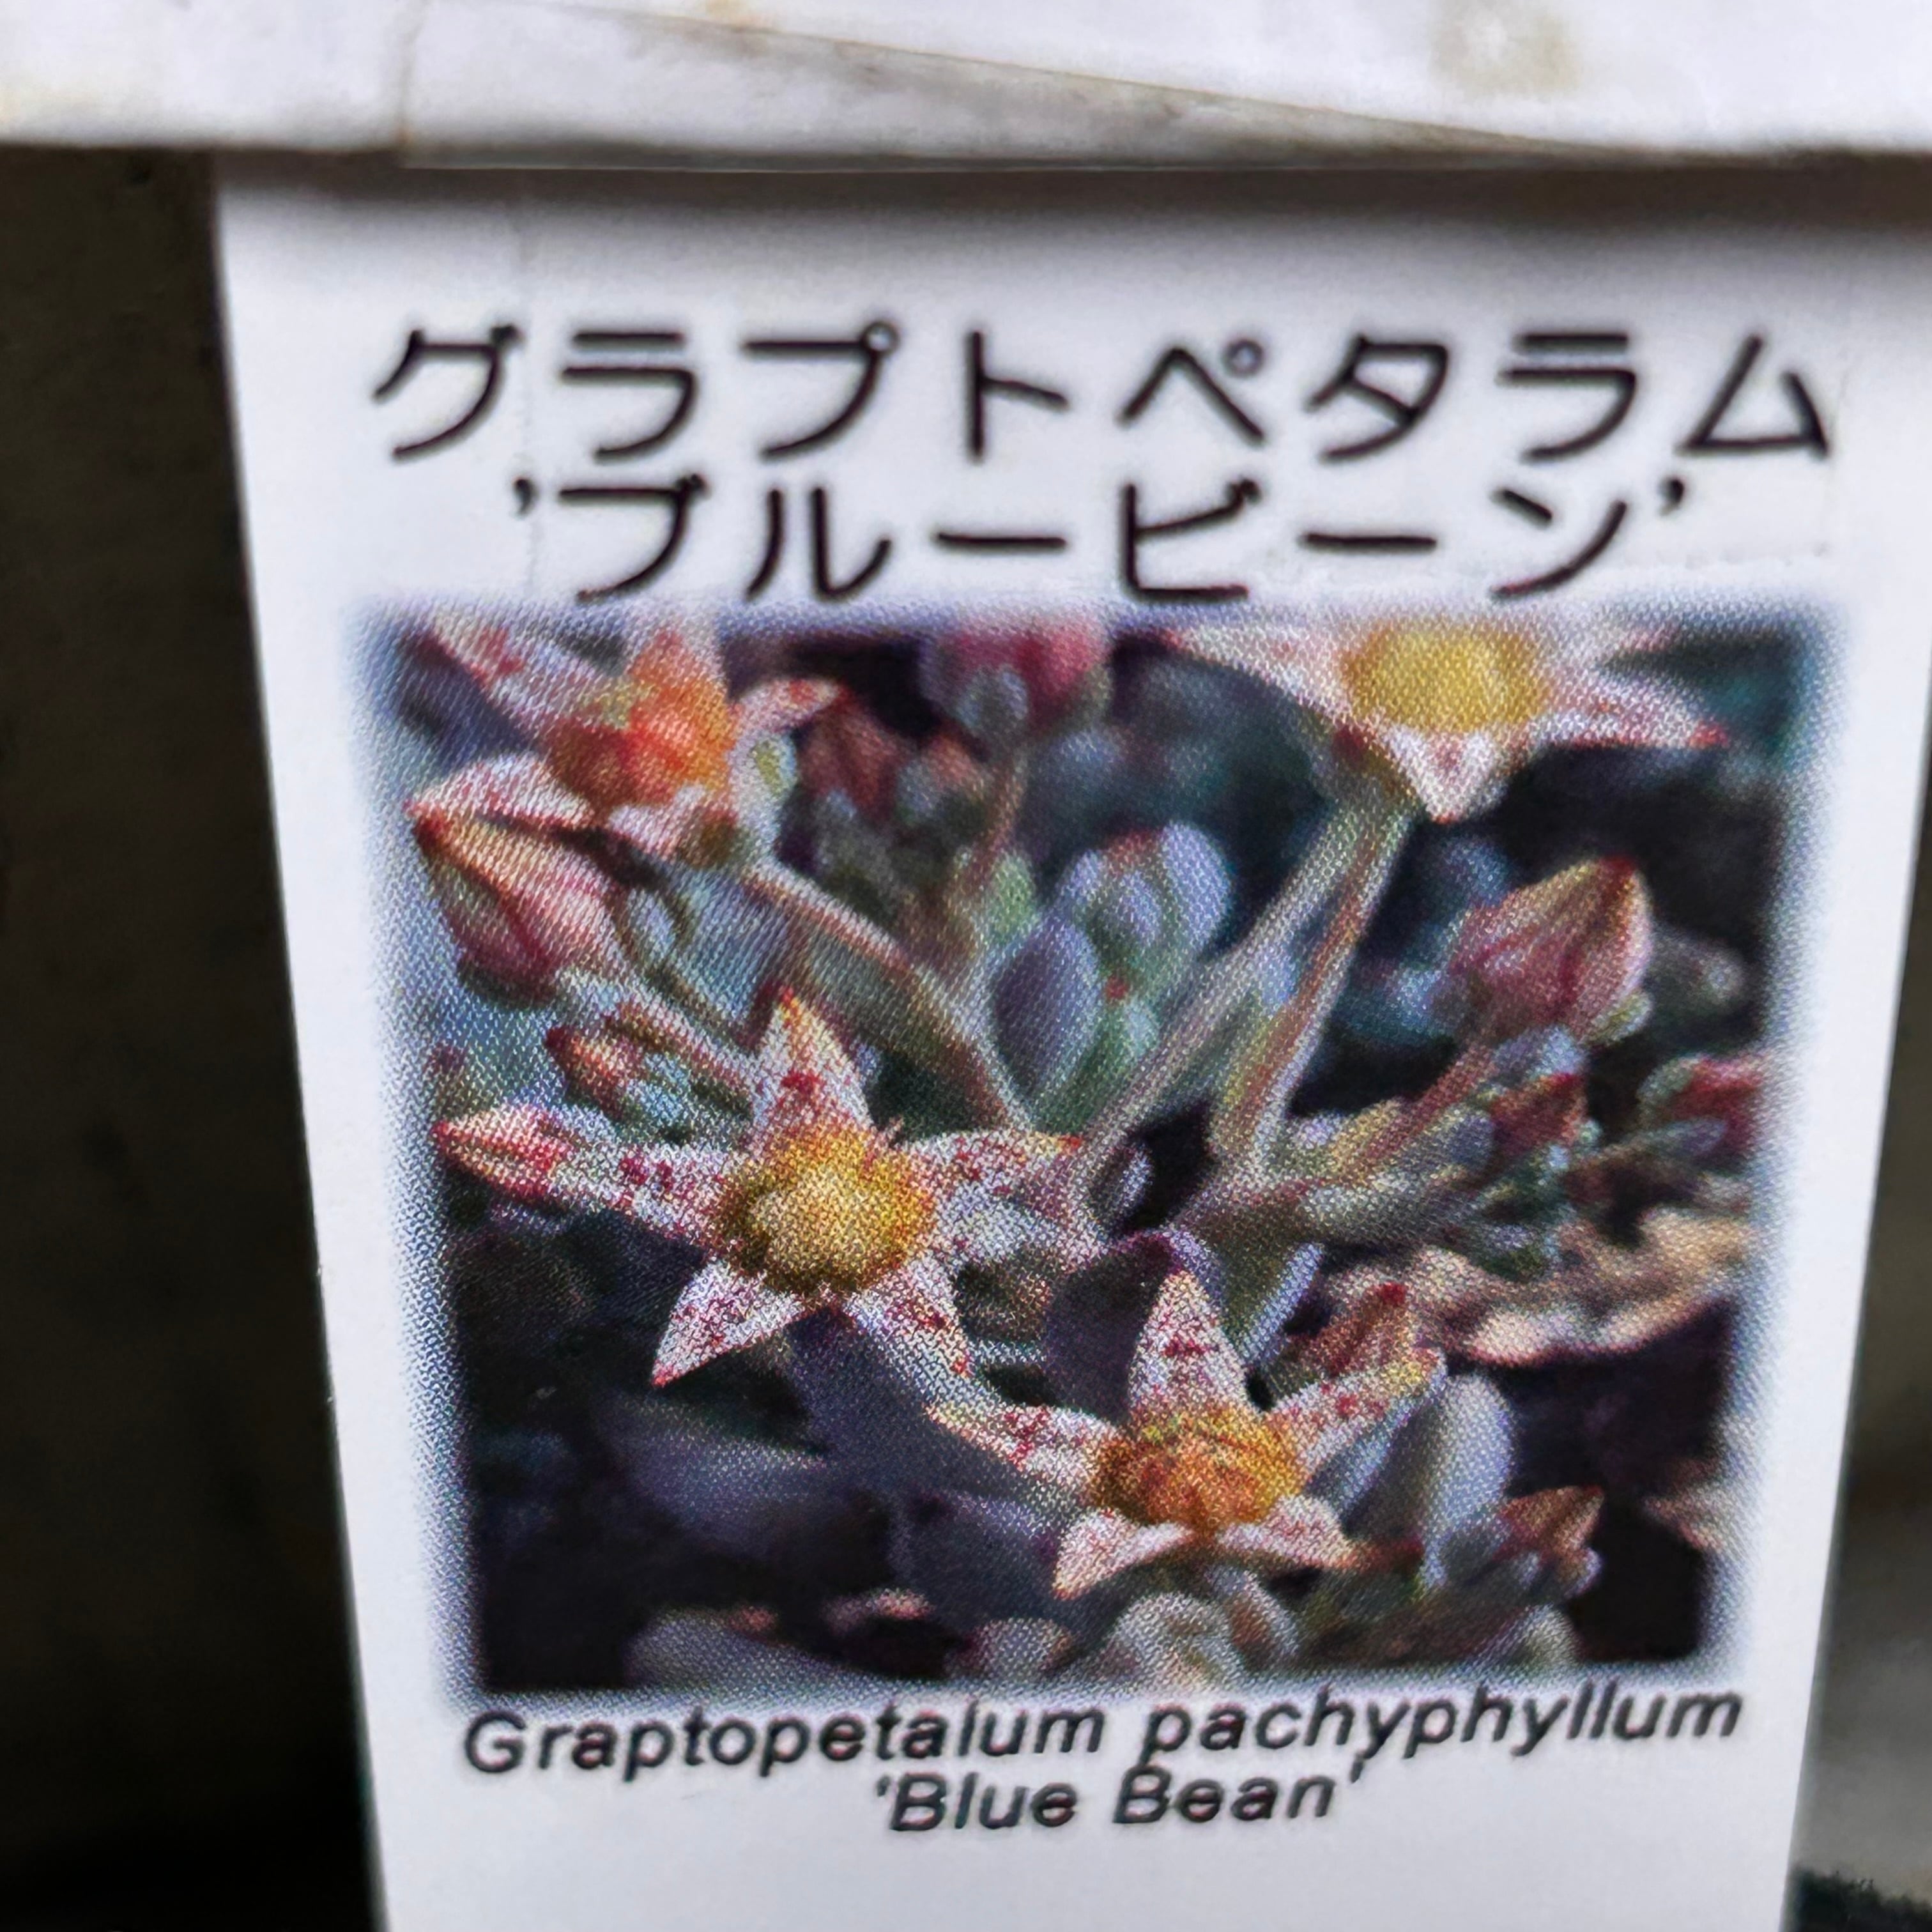 グラプトペタラム
'ブルービーン'
Graptopetalum pachyphyllum
'Blue Bean'